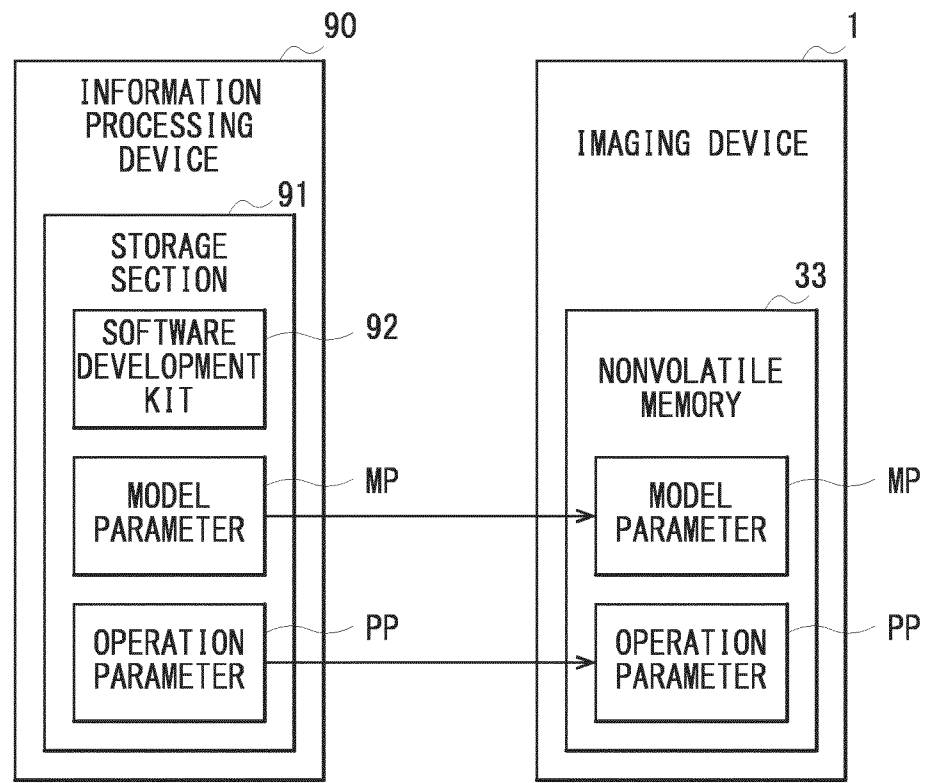 90
INFORMATION
PROCESSING
DEVICE
91
STORAGE
SECTION
SOFTWARE
DEVELOPMENT
KIT
92
MODEL
PARAMETER
MP
OPERATION
PARAMETER
PP
1
IMAGING DEVICE
33
NONVOLATILE
MEMORY
MODEL
PARAMETER
MP
OPERATION
PARAMETER
PP